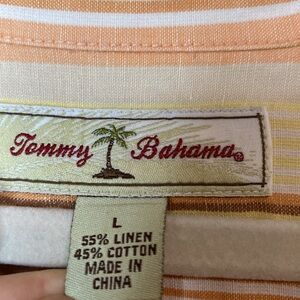 Tommy Bahama®
L
55% LINEN
45% COTTON
MADE IN
CHINA